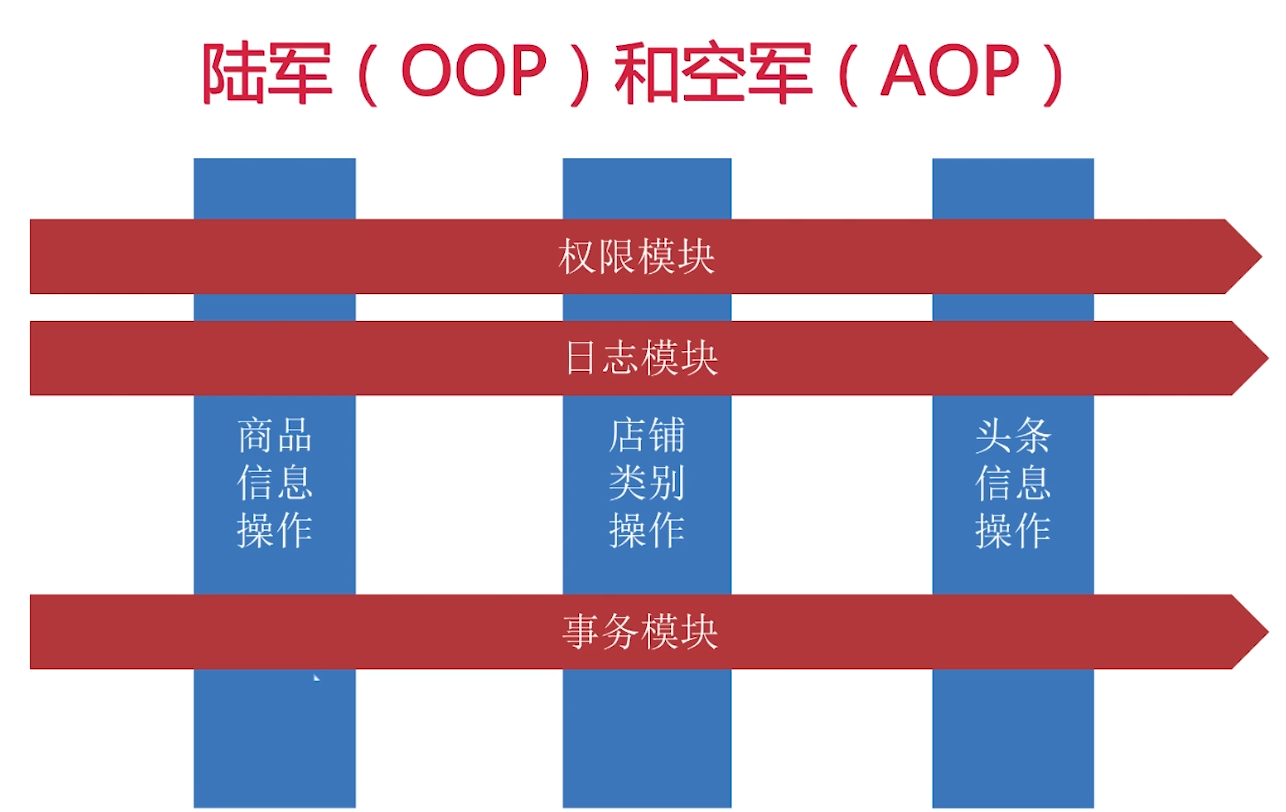 陆军（OOP）和空军（AOP）
权限模块
日志模块
商品
信息
操作
店铺
类别
操作
头条
信息
操作
事务模块